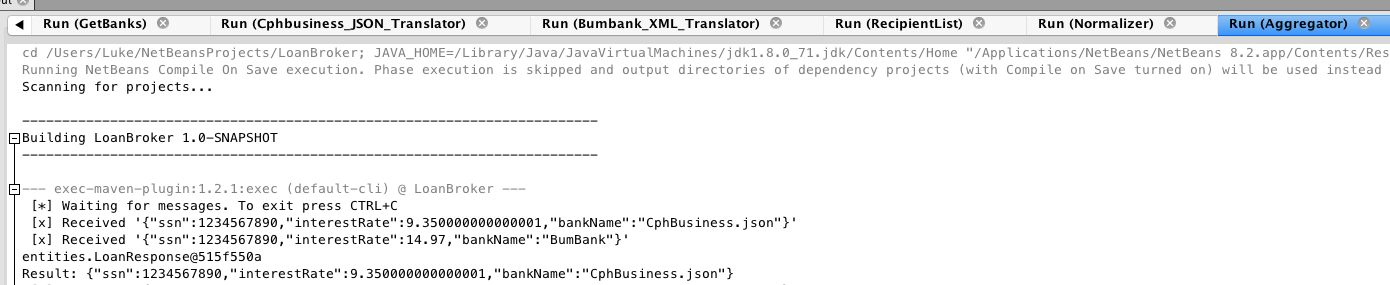 Run (GetBanks)
Run (Cphbusiness_JSON_Translator)
Run (Bumbank_XML_Translator)
Run (RecipientList)
Run (Normalizer)
Run (Aggregator)
cd /Users/Luke/NetBeansProjects/LoanBroker; JAVA_HOME=/Library/Java/JavaVirtualMachines/jdk1.8.0_71.jdk/Contents/Home "/Applications/NetBeans/NetBeans 8.2.app/Contents/Res
Running NetBeans Compile On Save execution. Phase execution is skipped and output directories of dependency projects (with Compile on Save turned on) will be used instead
Scanning for projects...
------------------------------------------------------------------------
Building LoanBroker 1.0-SNAPSHOT
------------------------------------------------------------------------
--- exec-maven-plugin:1.2.1:exec (default-cli) @ LoanBroker ---
[*] Waiting for messages. To exit press CTRL+C
[x] Received '{"ssn":1234567890,"interestRate":9.350000000000001,"bankName":"CphBusiness.json"}'
[x] Received '{"ssn":1234567890,"interestRate":14.97,"bankName":"BumBank"}'
entities.LoanResponse@515f550a
Result: {"ssn":1234567890,"interestRate":9.350000000000001,"bankName":"CphBusiness.json"}